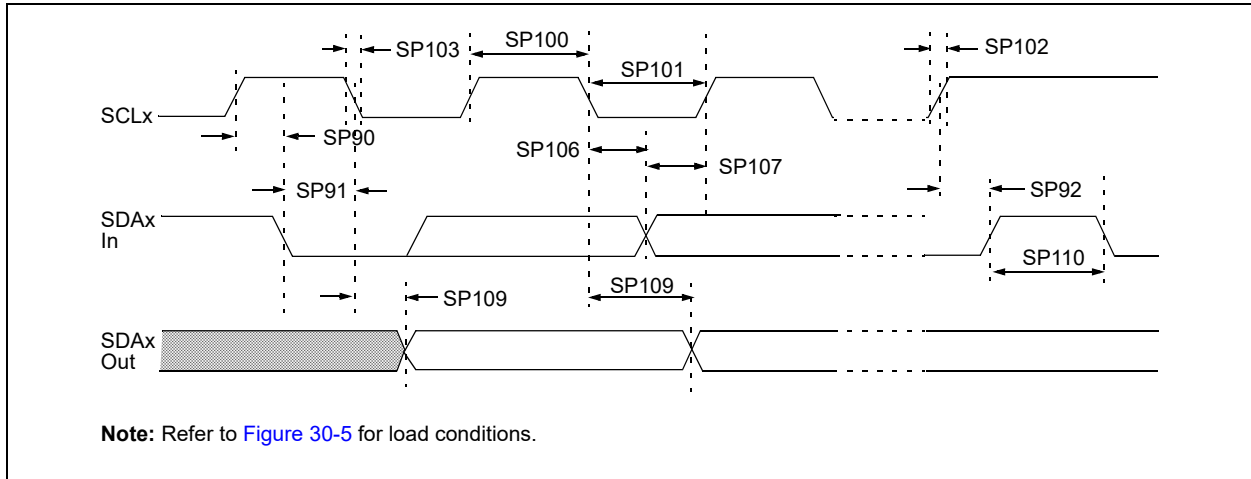 SP103
SP100
SP101
SP102
SCLx
SP90
SP106
SP107
SP91
SP92
SDAx
In
SP110
SP109
SP109
SDAx
Out
Note: Refer to Figure 30-5 for load conditions.